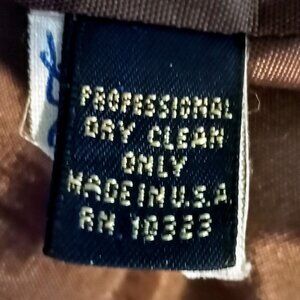 PROFESSIONAL
DRY CLEAN
ONLY
MADE IN U.S.A.
RN 10323